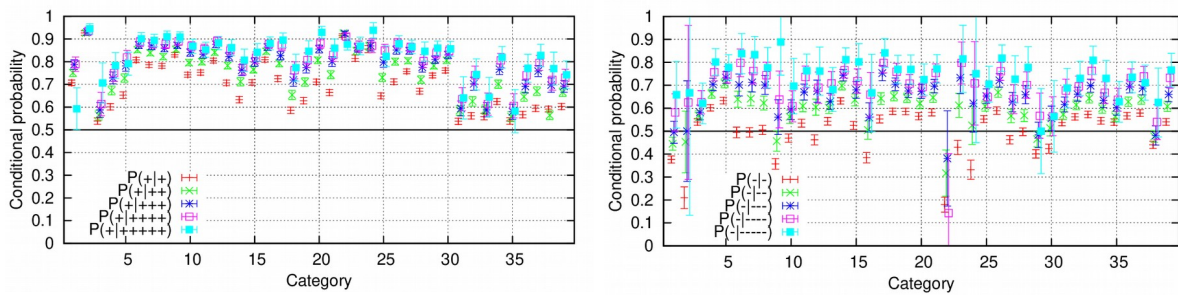 Conditional probability
1
0.9
0.8
0.7
0.6
0.5
0.4
0.3
0.2
0.1
0
P(+|+)
P(+|++)
P(+|+++)
P(+|++++)
P(+|+++++)
5 10 15 20 25 30 35
Category
Conditional probability
1
0.9
0.8
0.7
0.6
0.5
0.4
0.3
0.2
0.1
0
P(-|-)
P(-|--)
P(-|---)
P(-|----)
P(-|-----)
5 10 15 20 25 30 35
Category